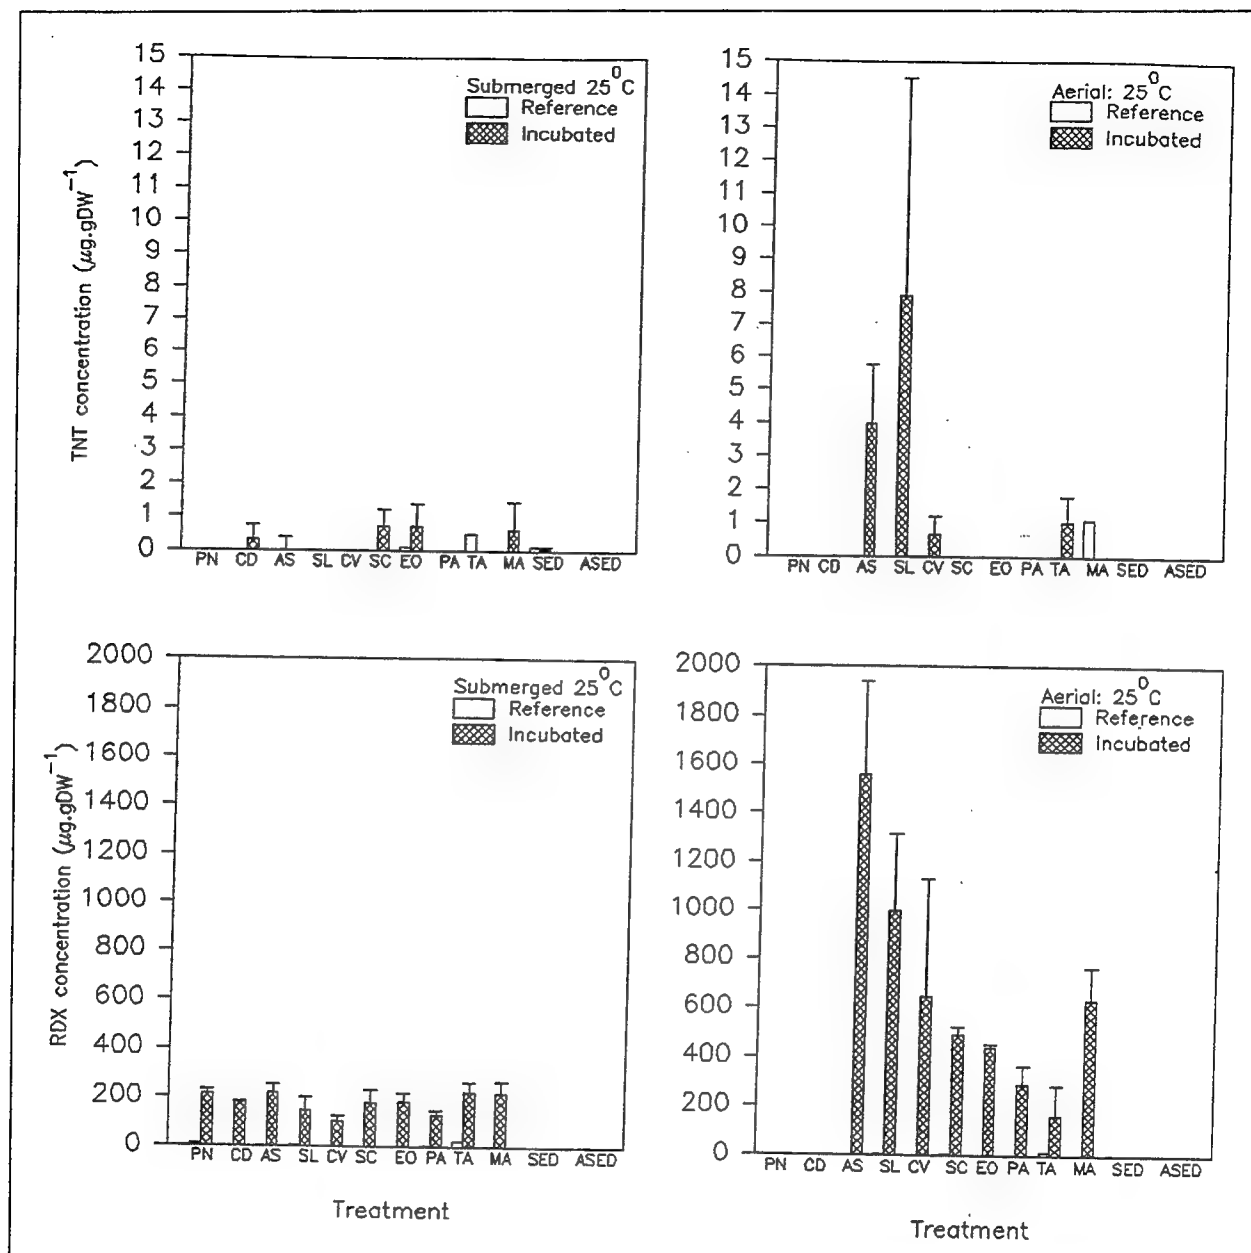 Submerged 25⁰C
Reference
Incubated
15
14
13
12
11
10
9
8
7
6
5
4
3
2
1
0
TNT concentration (μg.gDW⁻¹)
PN CD AS SL CV SC EO PA TA MA SED ASED
Aerial: 25⁰C
Reference
Incubated
15
14
13
12
11
10
9
8
7
6
5
4
3
2
1
0
PN CD AS SL CV SC EO PA TA MA SED ASED
Submerged 25⁰C
Reference
Incubated
2000
1800
1600
1400
1200
1000
800
600
400
200
0
RDX concentration (μg.gDW⁻¹)
PN CD AS SL CV SC EO PA TA MA SED ASED
Treatment
Aerial: 25⁰C
Reference
Incubated
2000
1800
1600
1400
1200
1000
800
600
400
200
0
PN CD AS SL CV SC EO PA TA MA SED ASED
Treatment